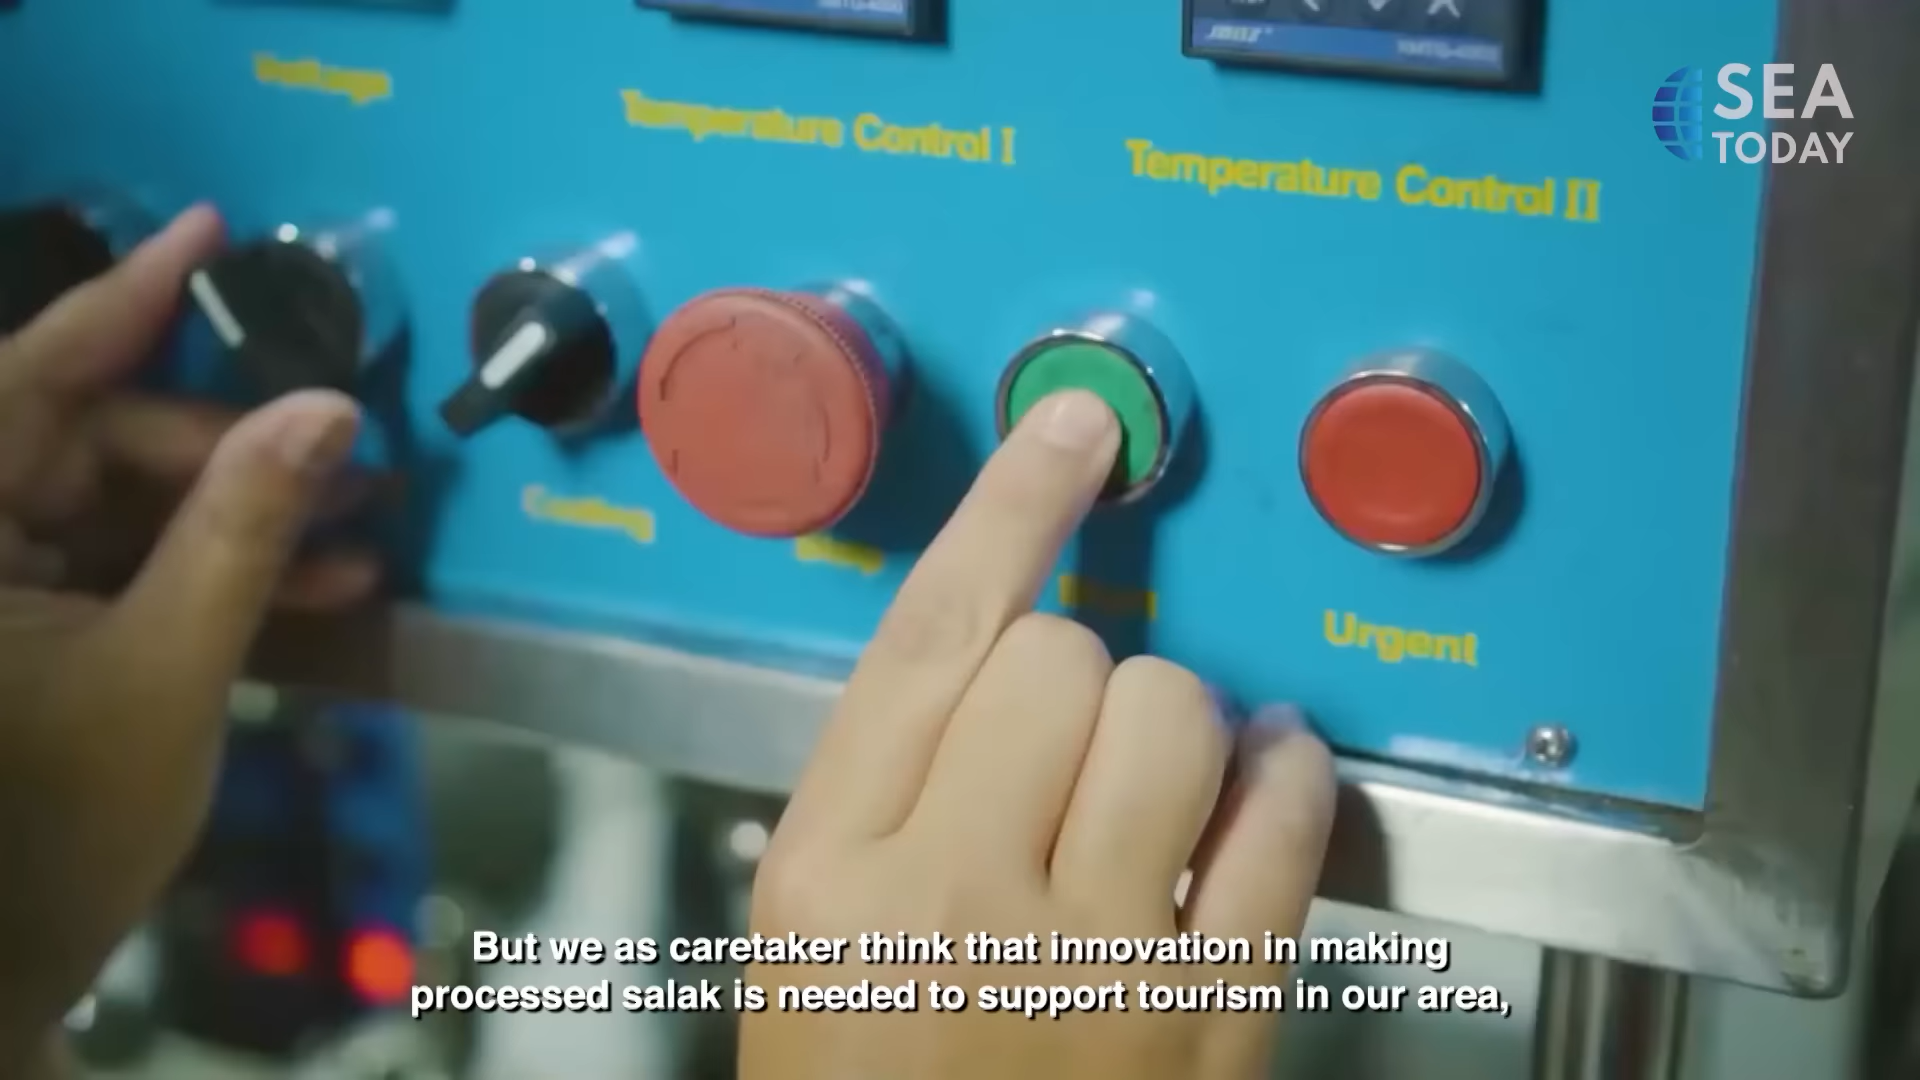 Voltage
Temperature Control I
Temperature Control II
SEA
TODAY
Urgent
But we as caretaker think that innovation in making
processed salak is needed to support tourism in our area,